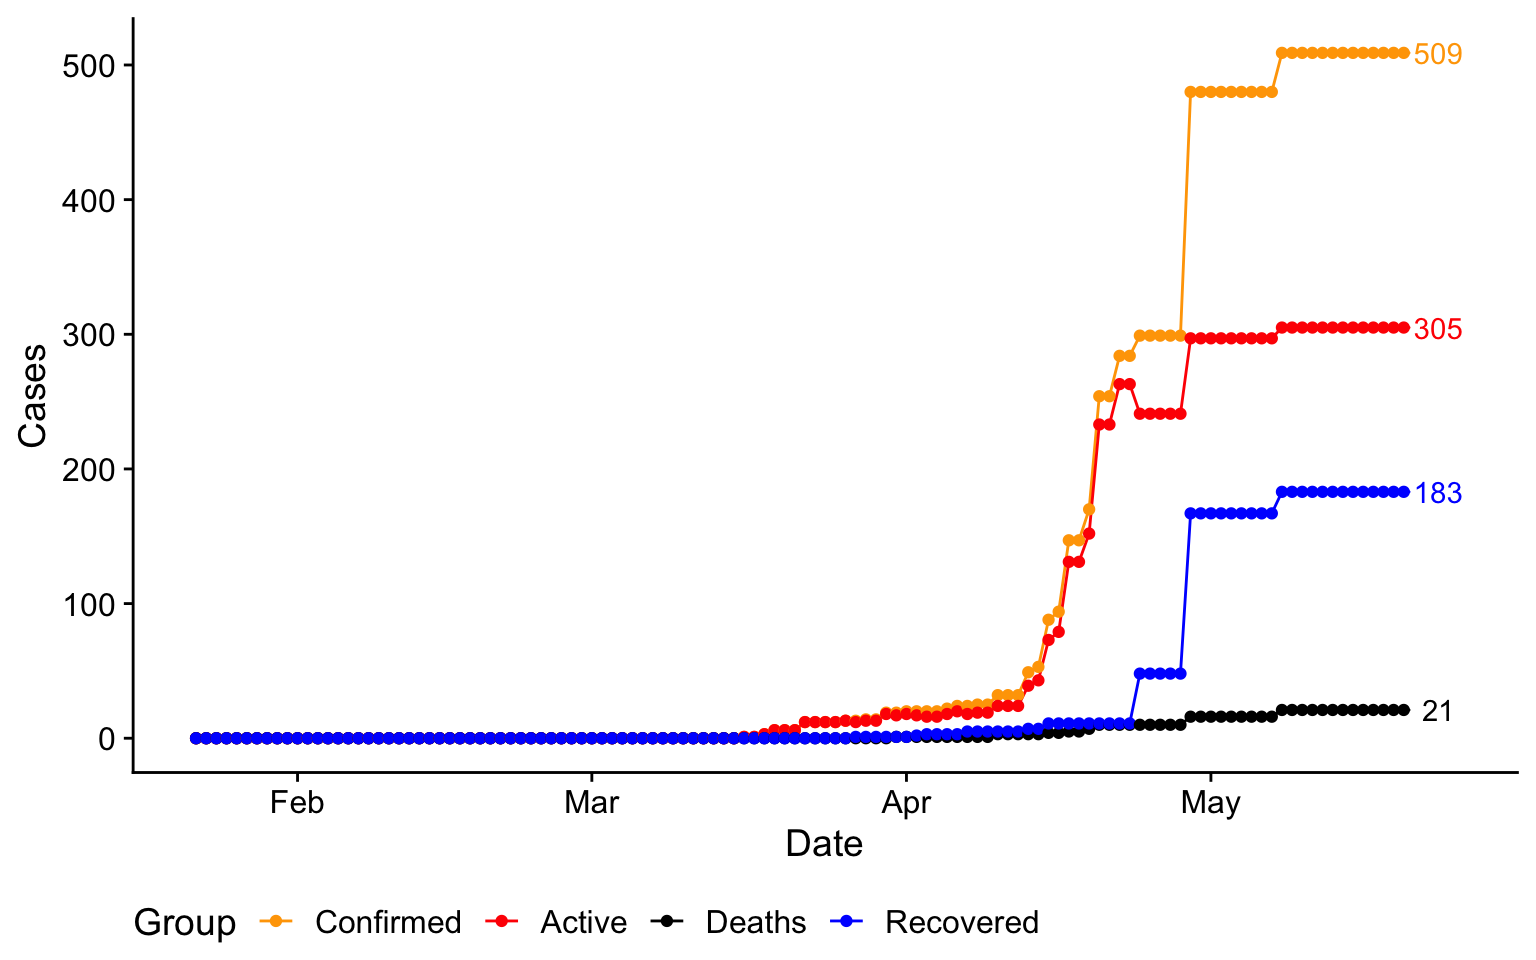 500
400
300
200
100
0
Cases
509
305
183
21
Feb Mar Apr May
Date
Group Confirmed Active Deaths Recovered